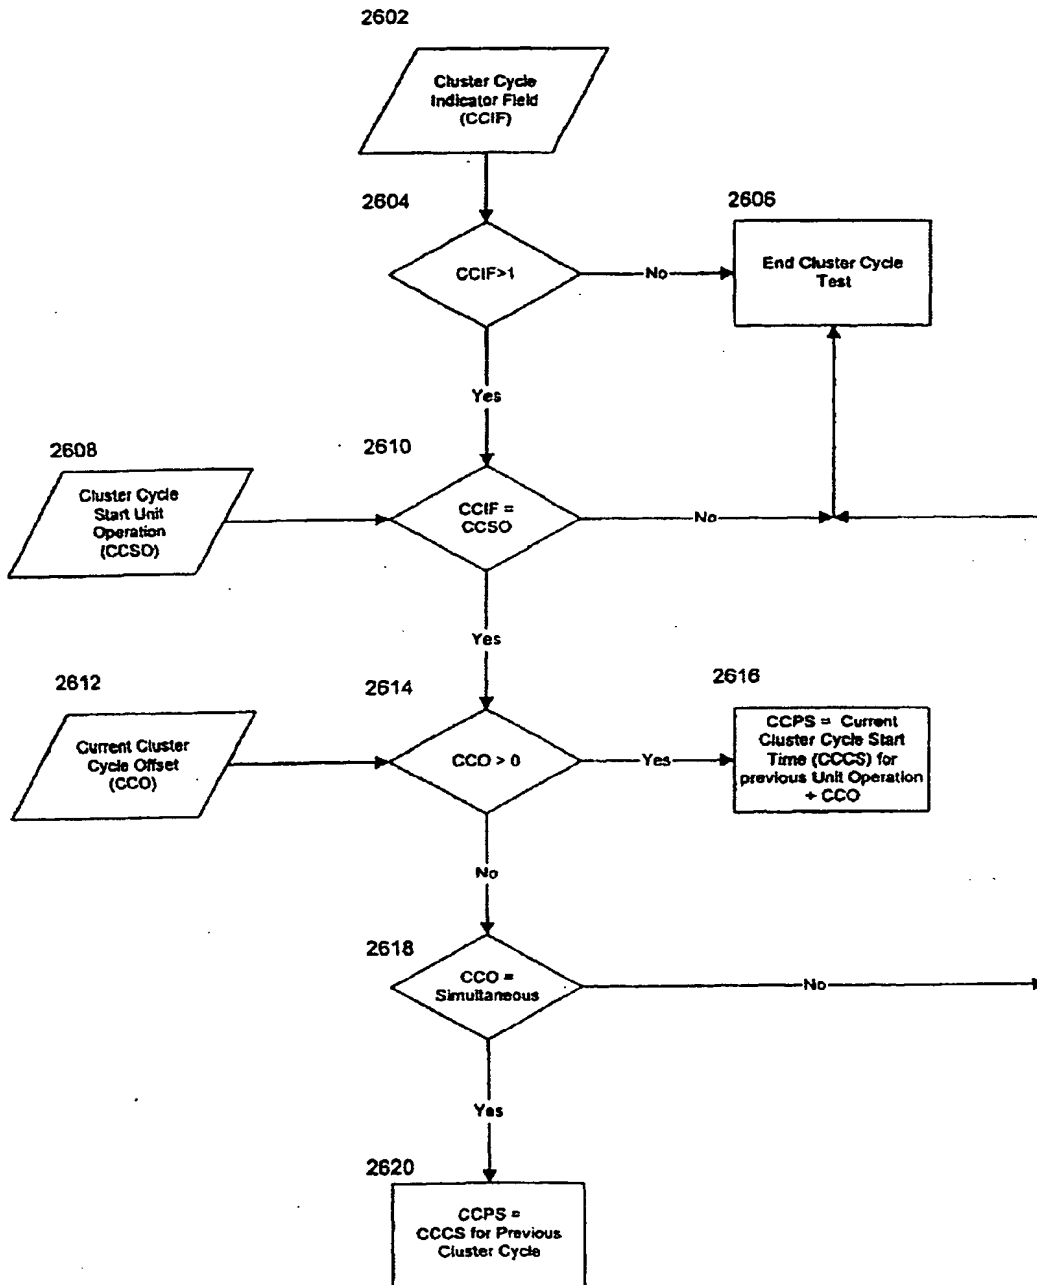 2602
Cluster Cycle
Indicator Field
(CCIF)
2604
CCIF>1
No
2606
End Cluster Cycle
Test
Yes
2608
Cluster Cycle
Start Unit
Operation
(CCSO)
2610
CCIF =
CCSO
No
Yes
2612
Current Cluster
Cycle Offset
(CCO)
2614
CCO > 0
Yes
2616
CCPS = Current
Cluster Cycle Start
Time (CCCS) for
previous Unit Operation
+ CCO
No
2618
CCO =
Simultaneous
No
Yes
2620
CCPS =
CCCS for Previous
Cluster Cycle